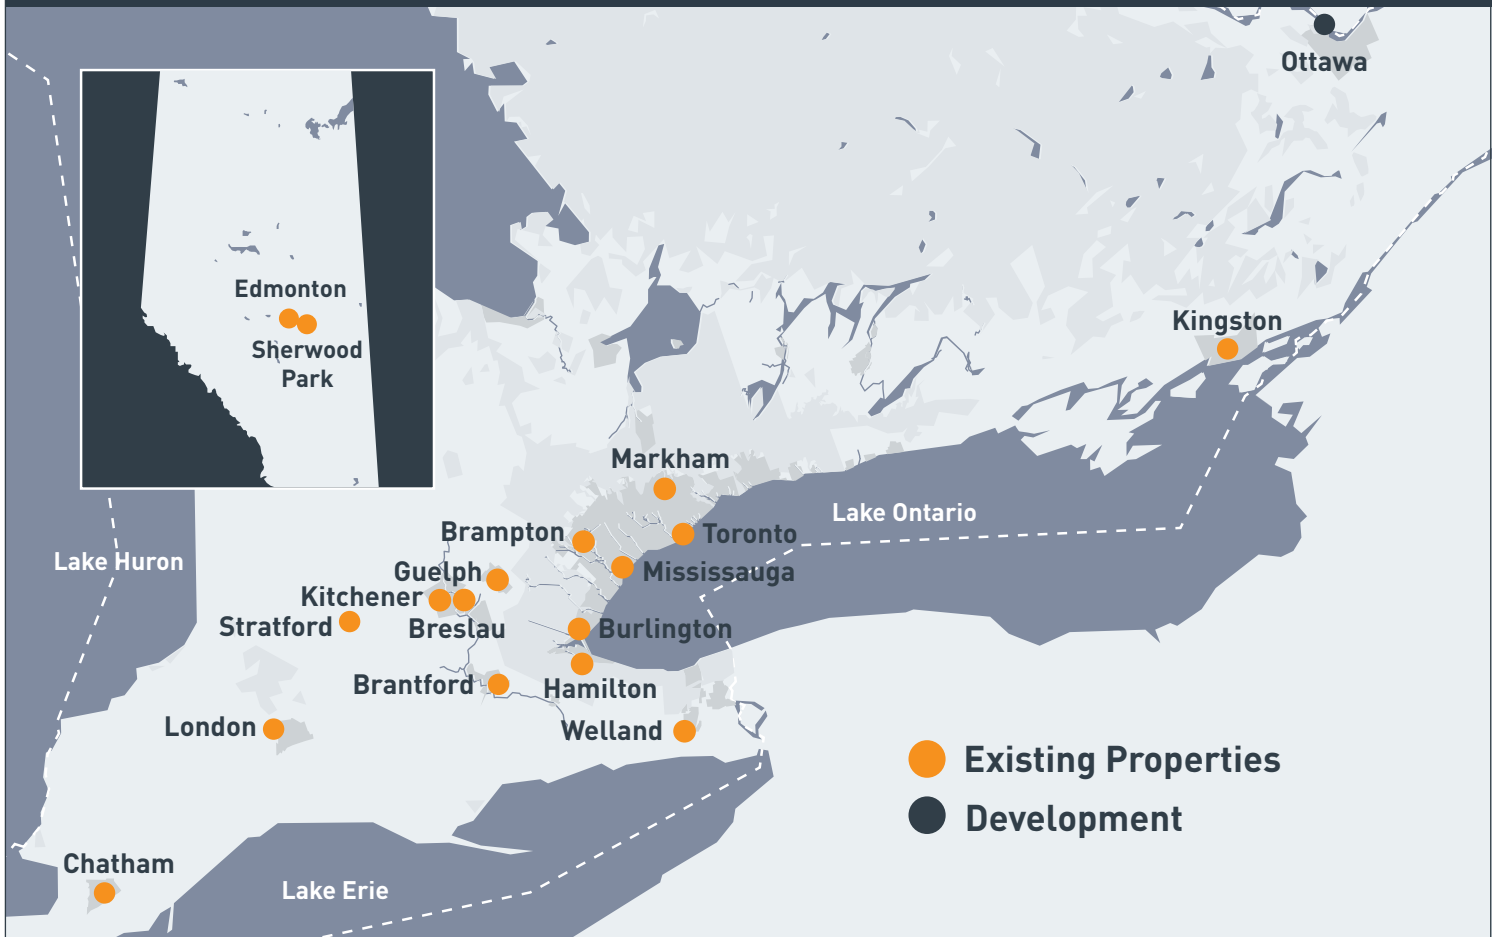 Ottawa
Edmonton
Sherwood
Park
Kingston
Markham
Lake Ontario
Brampton
Toronto
Lake Huron
Guelph
Mississauga
Kitchener
Stratford
Breslau
Burlington
Brantford
Hamilton
London
Welland
Existing Properties
Development
Chatham
Lake Erie